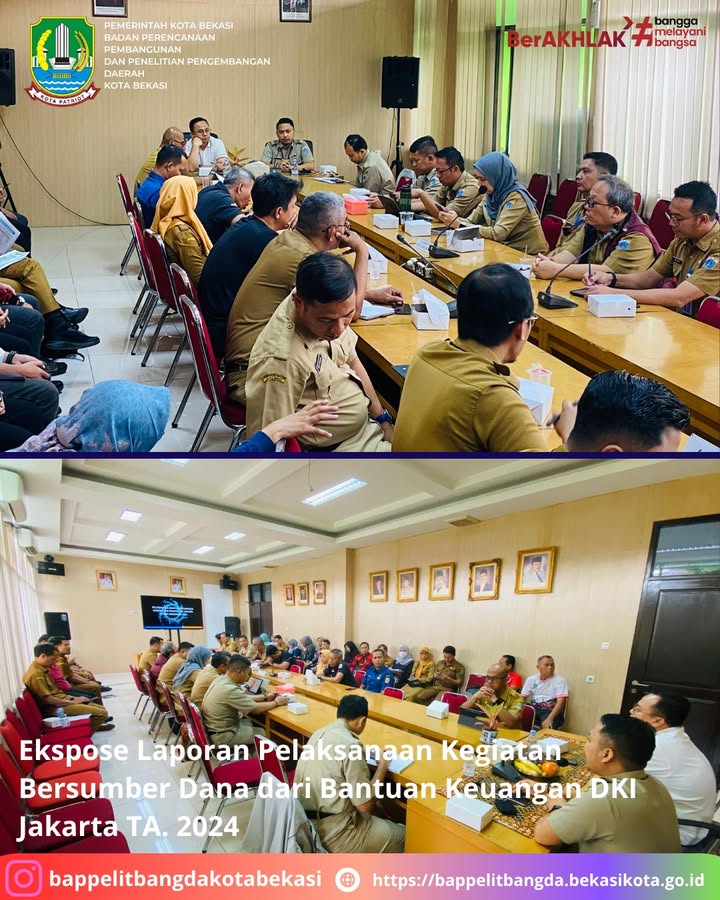 PEMERINTAH KOTA BEKASI
BADAN PERENCANAAN
PEMBANGUNAN
DAN PENELITIAN PENGEMBANGAN
DAERAH
KOTA BEKASI
KOTA PATRIOT
BerAKHLAK
#bangga
melayani
bangsa
Ekspose Laporan Pelaksanaan Kegiatan
Bersumber Dana dari Bantuan Keuangan DKI
Jakarta TA. 2024
bappelitbangdakotabekasi
https://bappelitbangda.bekasikota.go.id